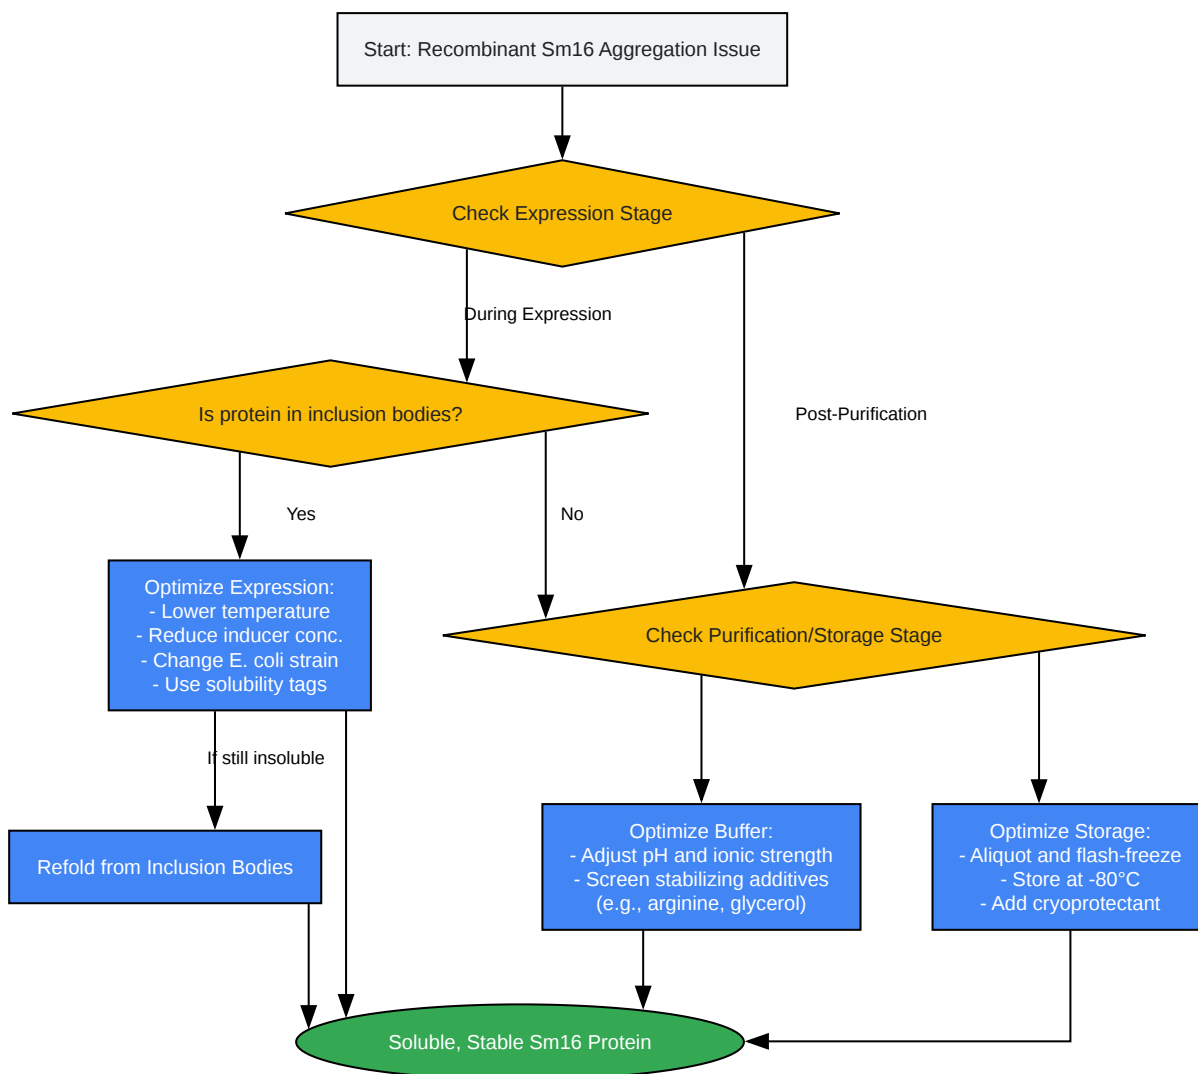 Start: Recombinant Sm16 Aggregation Issue
Check Expression Stage
During Expression
Is protein in inclusion bodies?
Post-Purification
Yes
No
Optimize Expression:
- Lower temperature
- Reduce inducer conc.
- Change E. coli strain
- Use solubility tags
Check Purification/Storage Stage
If still insoluble
Refold from Inclusion Bodies
Optimize Buffer:
- Adjust pH and ionic strength
- Screen stabilizing additives
(e.g., arginine, glycerol)
Optimize Storage:
- Aliquot and flash-freeze
- Store at -80°C
- Add cryoprotectant
Soluble, Stable Sm16 Protein